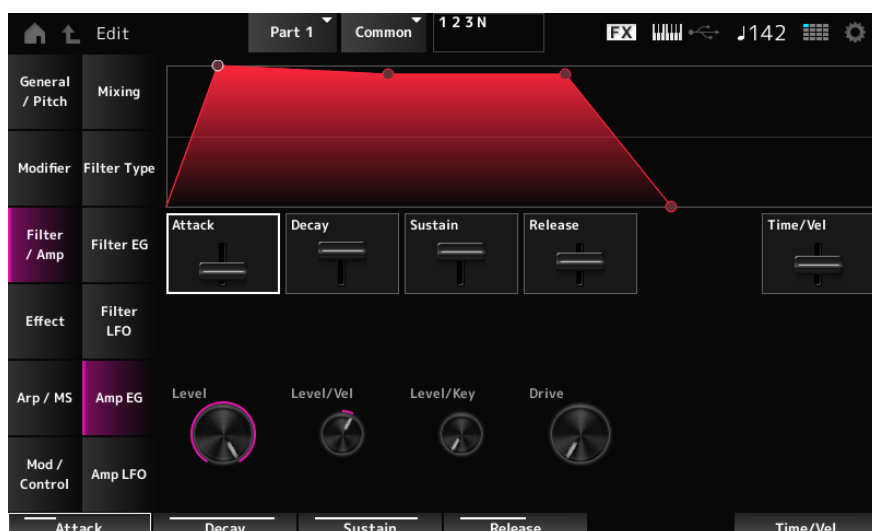 Edit
Part 1
Common
1 2 3 N
FX
♩142
General
/ Pitch
Mixing
Modifier
Filter Type
Filter
/ Amp
Filter EG
Effect
Filter
LFO
Arp / MS
Amp EG
Mod /
Control
Amp LFO
Attack
Decay
Sustain
Release
Time/Vel
Level
Level/Vel
Level/Key
Drive
Attack
Decay
Sustain
Release
Time/Vel